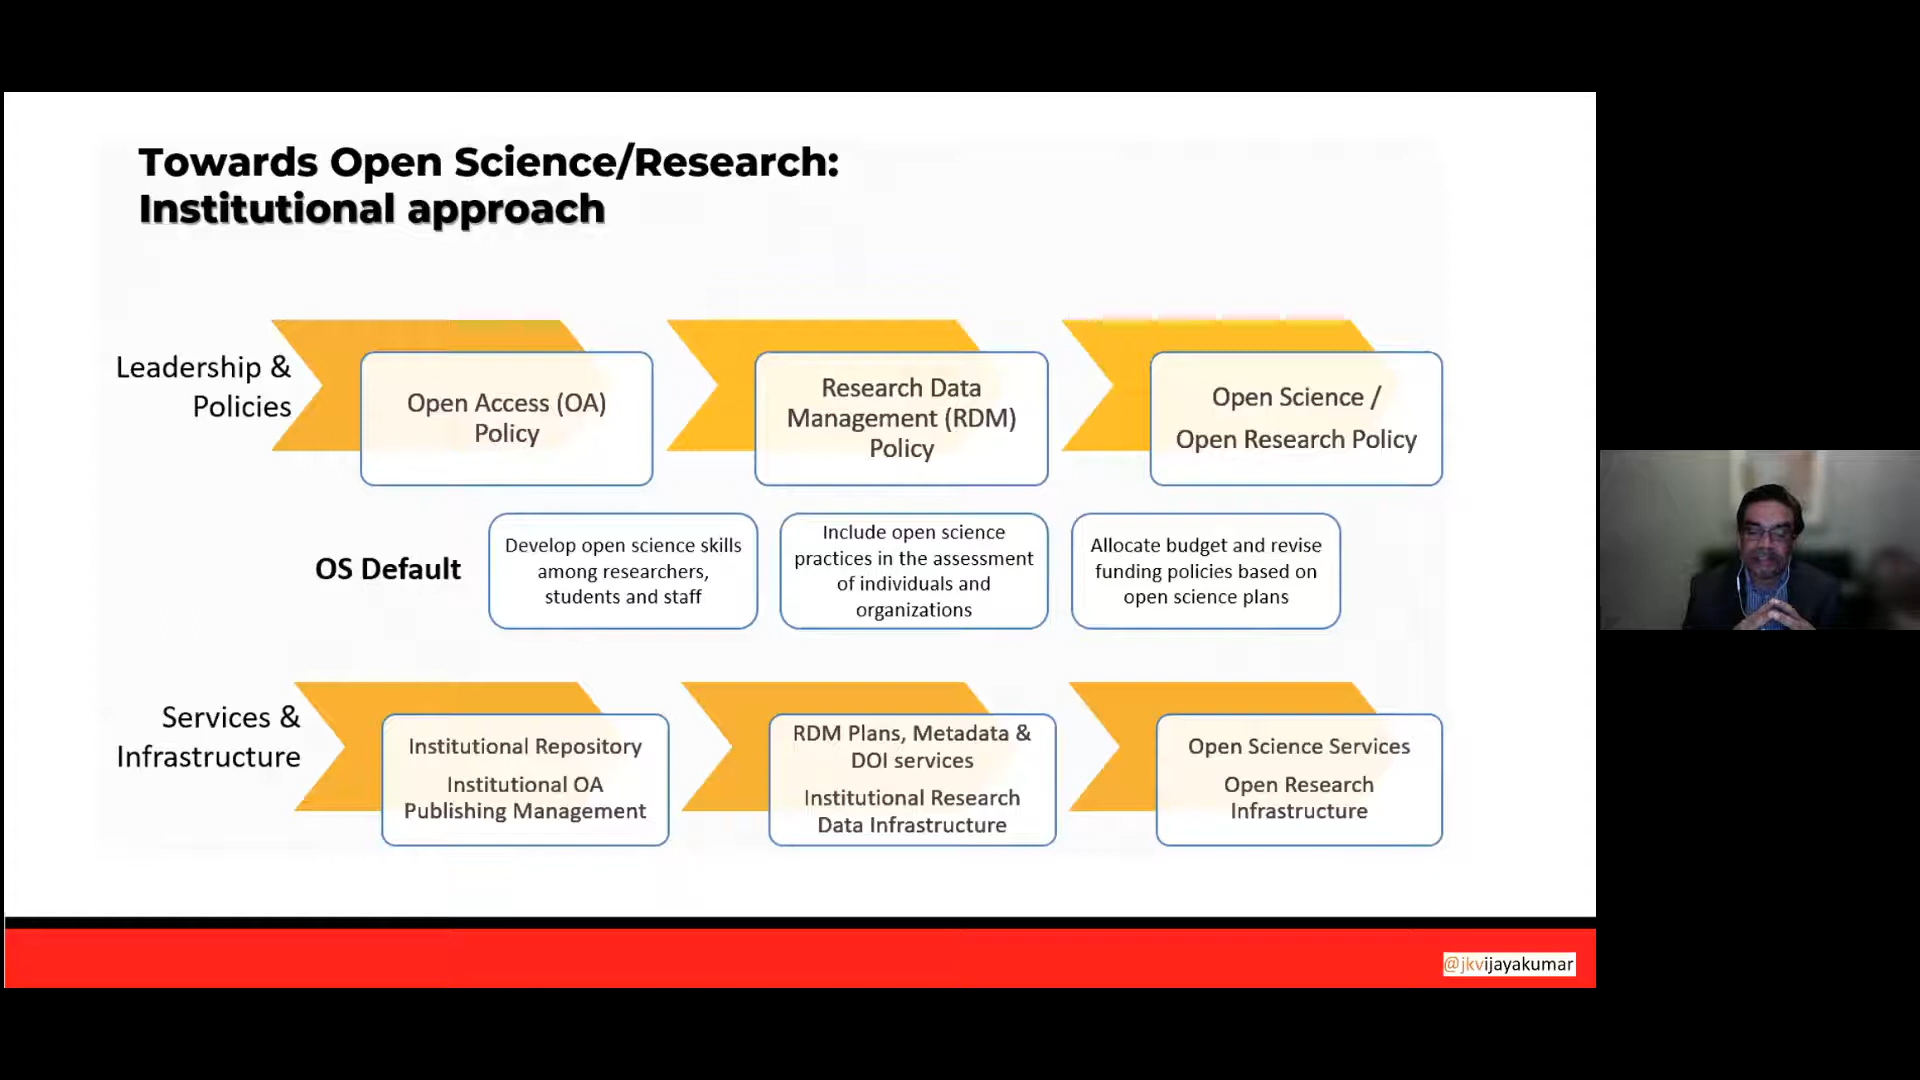 Towards Open Science/Research:
Institutional approach
Leadership &
Policies
Open Access (OA)
Policy
Research Data
Management (RDM)
Policy
Open Science /
Open Research Policy
OS Default
Develop open science skills
among researchers,
students and staff
Include open science
practices in the assessment
of individuals and
organizations
Allocate budget and revise
funding policies based on
open science plans
Services &
Infrastructure
Institutional Repository
Institutional OA
Publishing Management
RDM Plans, Metadata &
DOI services
Institutional Research
Data Infrastructure
Open Science Services
Open Research
Infrastructure
@jkvijayakumar